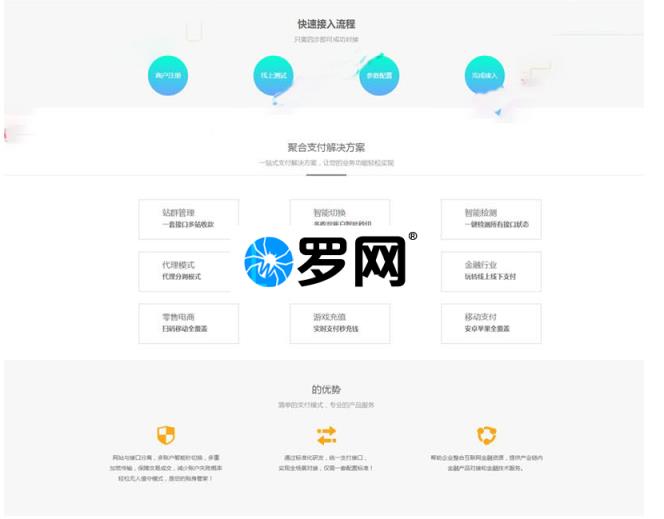 快速接入流程
只需四步即可成功对接
商户注册
线上测试
参数配置
完成接入
聚合支付解决方案
一站式支付解决方案，让您的业务功能轻松实现
站群管理
一套接口多站收款
智能切换
智能检测
一键检测所有接口状态
罗网®
代理模式
代理分润模式
金融行业
玩转线上线下支付
零售电商
扫码移动全覆盖
游戏充值
实时支付秒充钱
移动支付
安卓苹果全覆盖
的优势
简单的支付模式，专业的产品服务
网站与接口分离，多账户智能秒切换，多重
加密传输，保障交易成交，减少账户失败概率
轻松无人值守模式，是您的贴身管家！
通过标准化研发，统一支付接口，
实现全场景对接，仅需一套配置标准！
帮助企业整合互联网金融资源，提供产业链内
金融产品对接和金融技术服务。